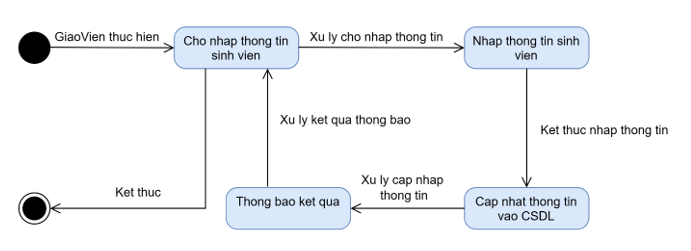 GiaoVien thuc hien
Cho nhap thong tin
sinh vien
Xu ly cho nhap thong tin
Nhap thong tin sinh
vien
Xu ly ket qua thong bao
Ket thuc nhap thong tin
Ket thuc
Thong bao ket qua
Xu ly cap nhap
thong tin
Cap nhat thong tin
vao CSDL